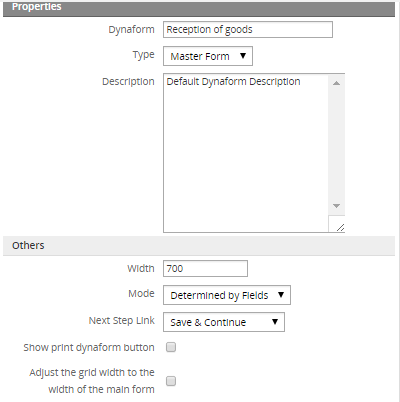 Properties
Dynaform Reception of goods
Type Master Form
Description Default Dynaform Description
Others
Width 700
Mode Determined by Fields
Next Step Link Save & Continue
Show print dynaform button
Adjust the grid width to the
width of the main form